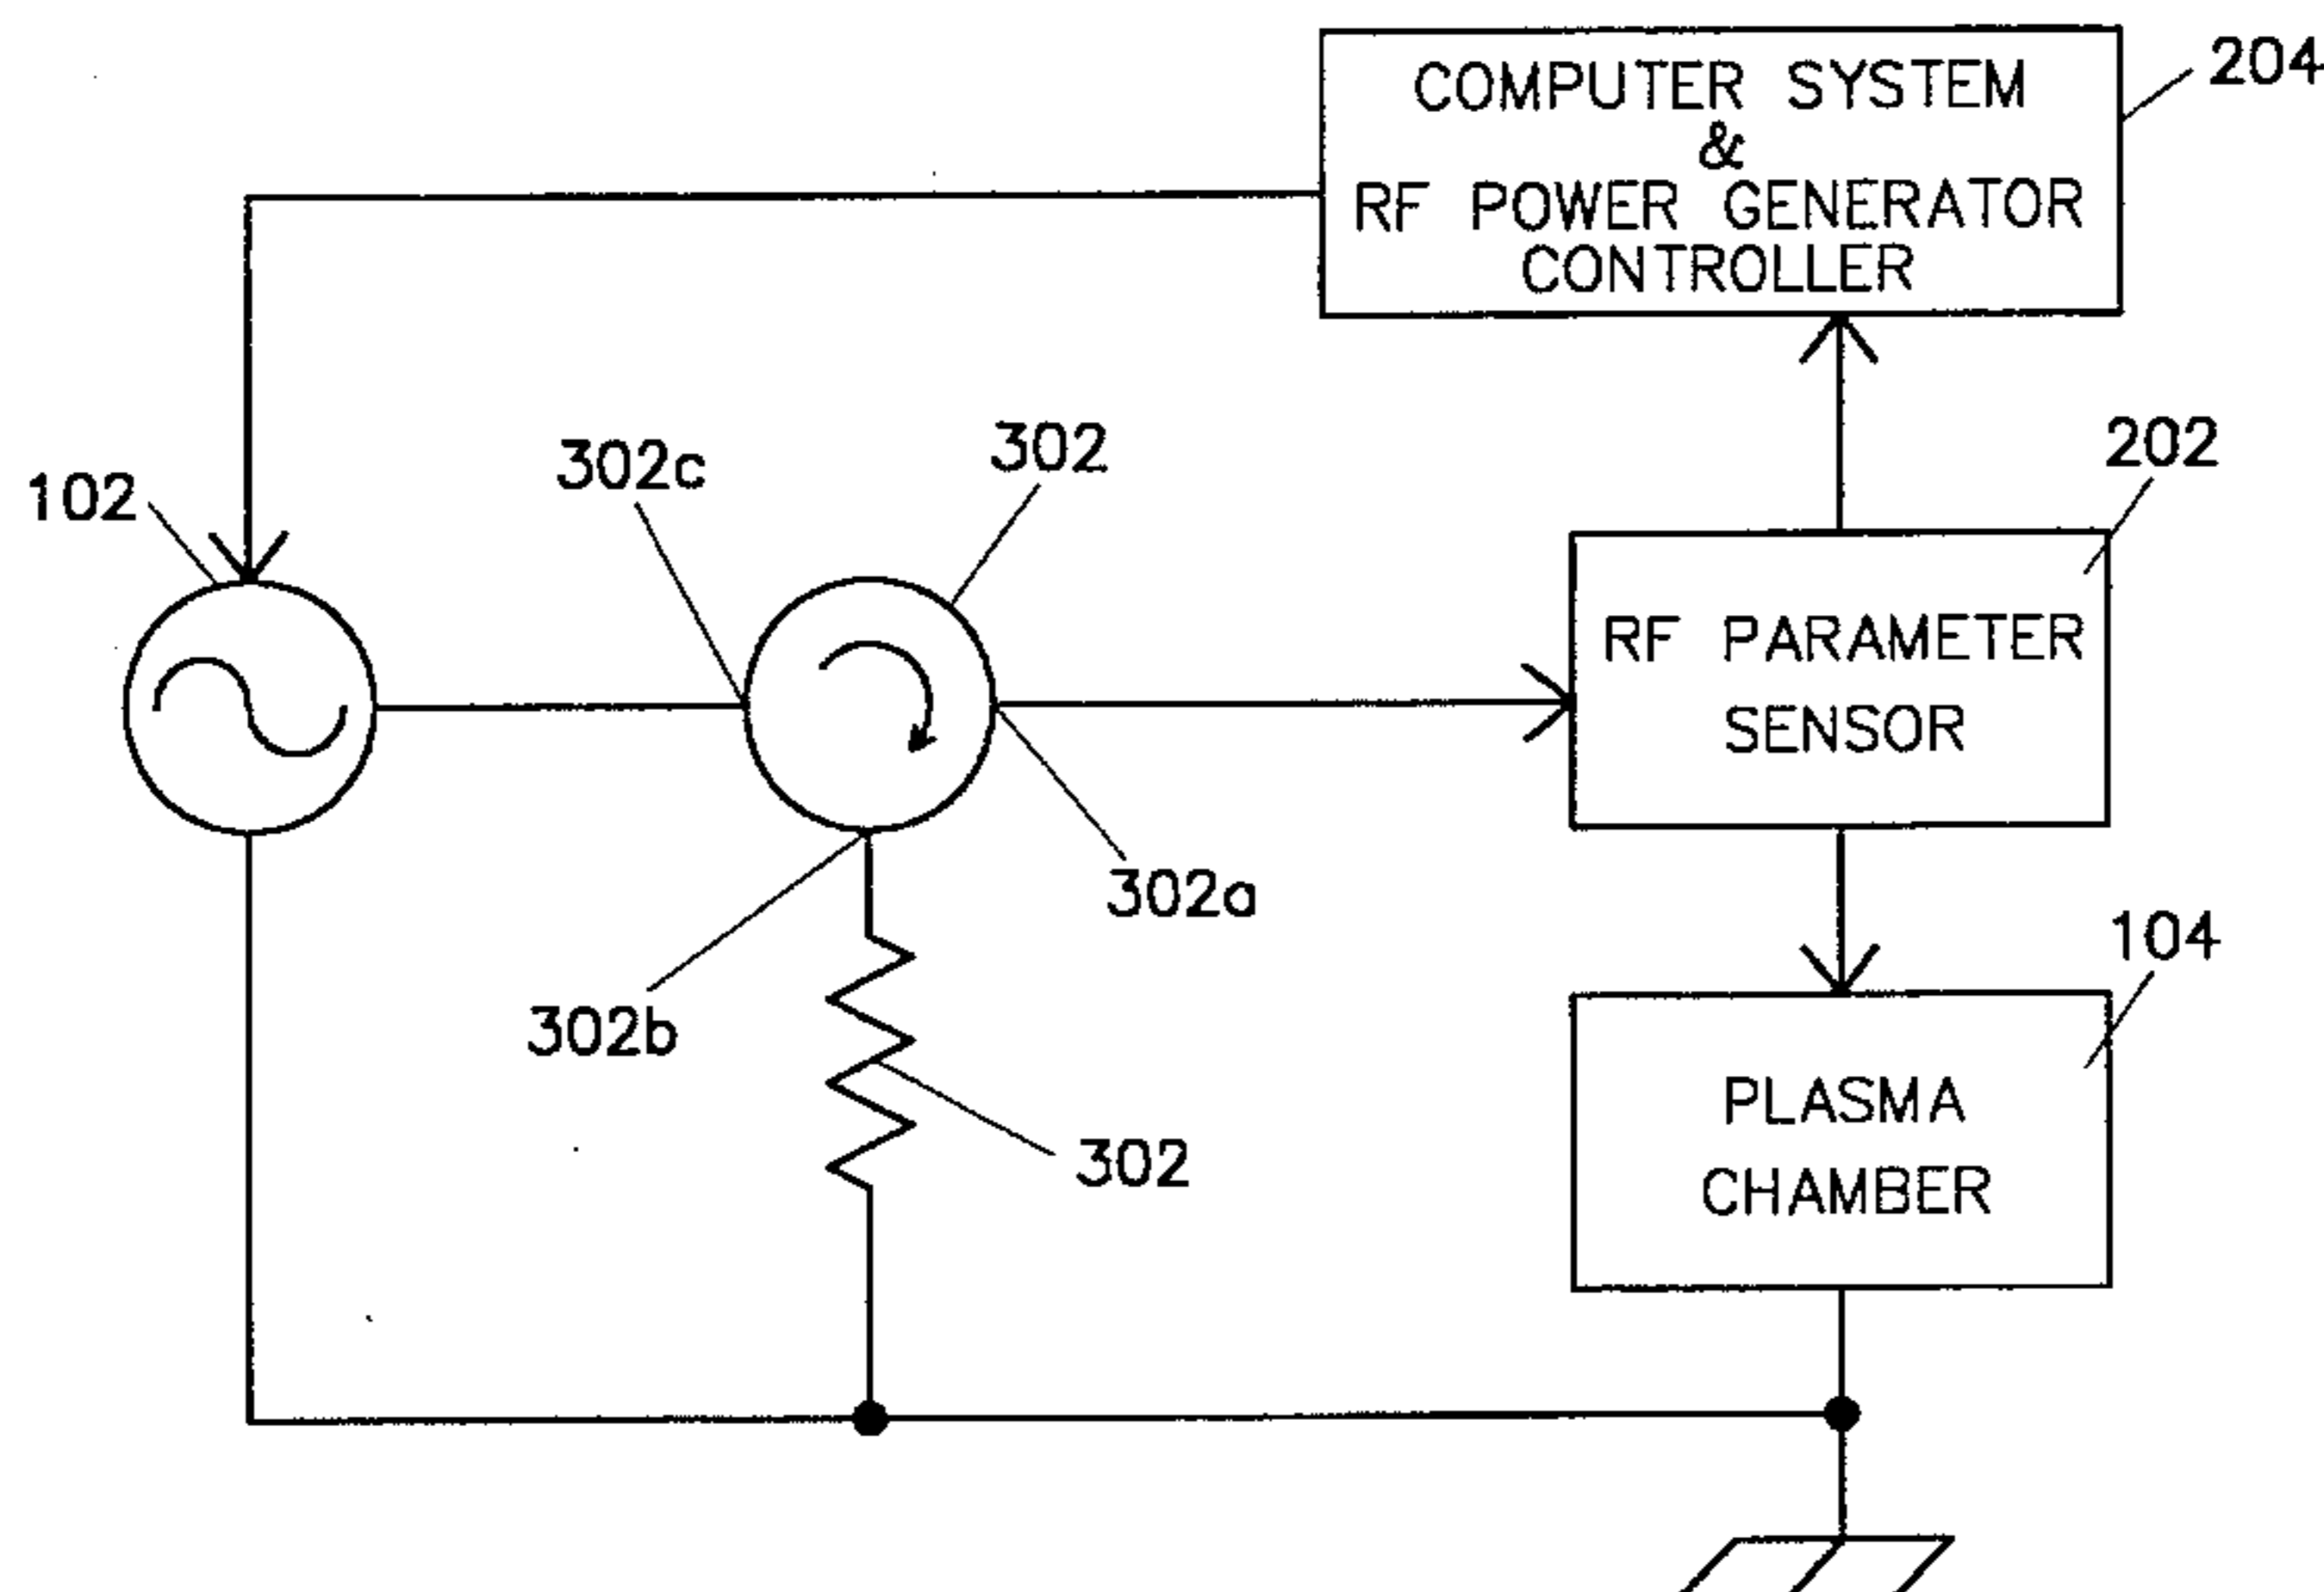 COMPUTER SYSTEM
&
RF POWER GENERATOR
CONTROLLER
204
302c
302
102
202
RF PARAMETER
SENSOR
302a
302b
104
302
PLASMA
CHAMBER